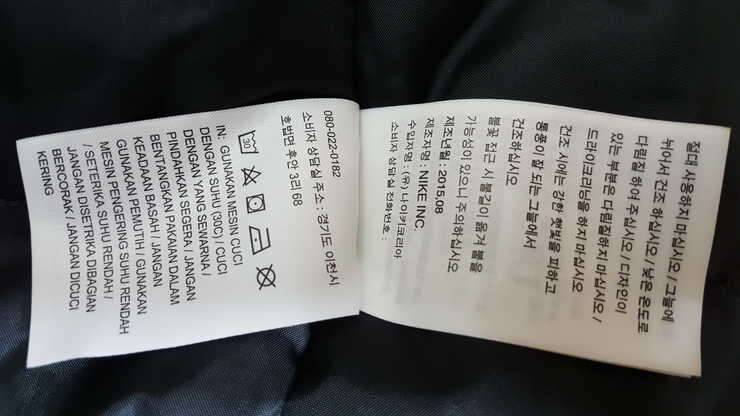 절대 사용하지 마십시오 / 그늘에
뉘어서 건조 하십시오 / 낮은 온도로
다림질 하여 주십시오 / 디자인이
있는 부분은 다림질하지 마십시오 /
드라이크리닝을 하지 마십시오
건조 시에는 강한 햇빛을 피하고
통풍이 잘 되는 그늘에서
건조하십시오
불꽃 접근 시 불길이 옮겨 붙을
가능성이 있으니 주의하십시오
제조년월 : 2015.08
제조자명 : NIKE INC.
수입자명 : (유) 나이키코리아
소비자 상담실 전화번호 :
080-022-0182
소비자 상담실 주소 : 경기도 이천시
호법면 후안 3리 68
30
IN: GUNAKAN MESIN CUCI
DENGAN SUHU (30C) / CUCI
DENGAN YANG SEWARNA /
PINDAHKAN SEGERA / JANGAN
BENTANGKAN PAKAIAN DALAM
KEADAAN BASAH / JANGAN
GUNAKAN PEMUTIH / GUNAKAN
MESIN PENGERING SUHU RENDAH
/ SETERIKA SUHU RENDAH /
JANGAN DISETRIKA DIBAGIAN
BERCOPAK / JANGAN DICUCI
KERING